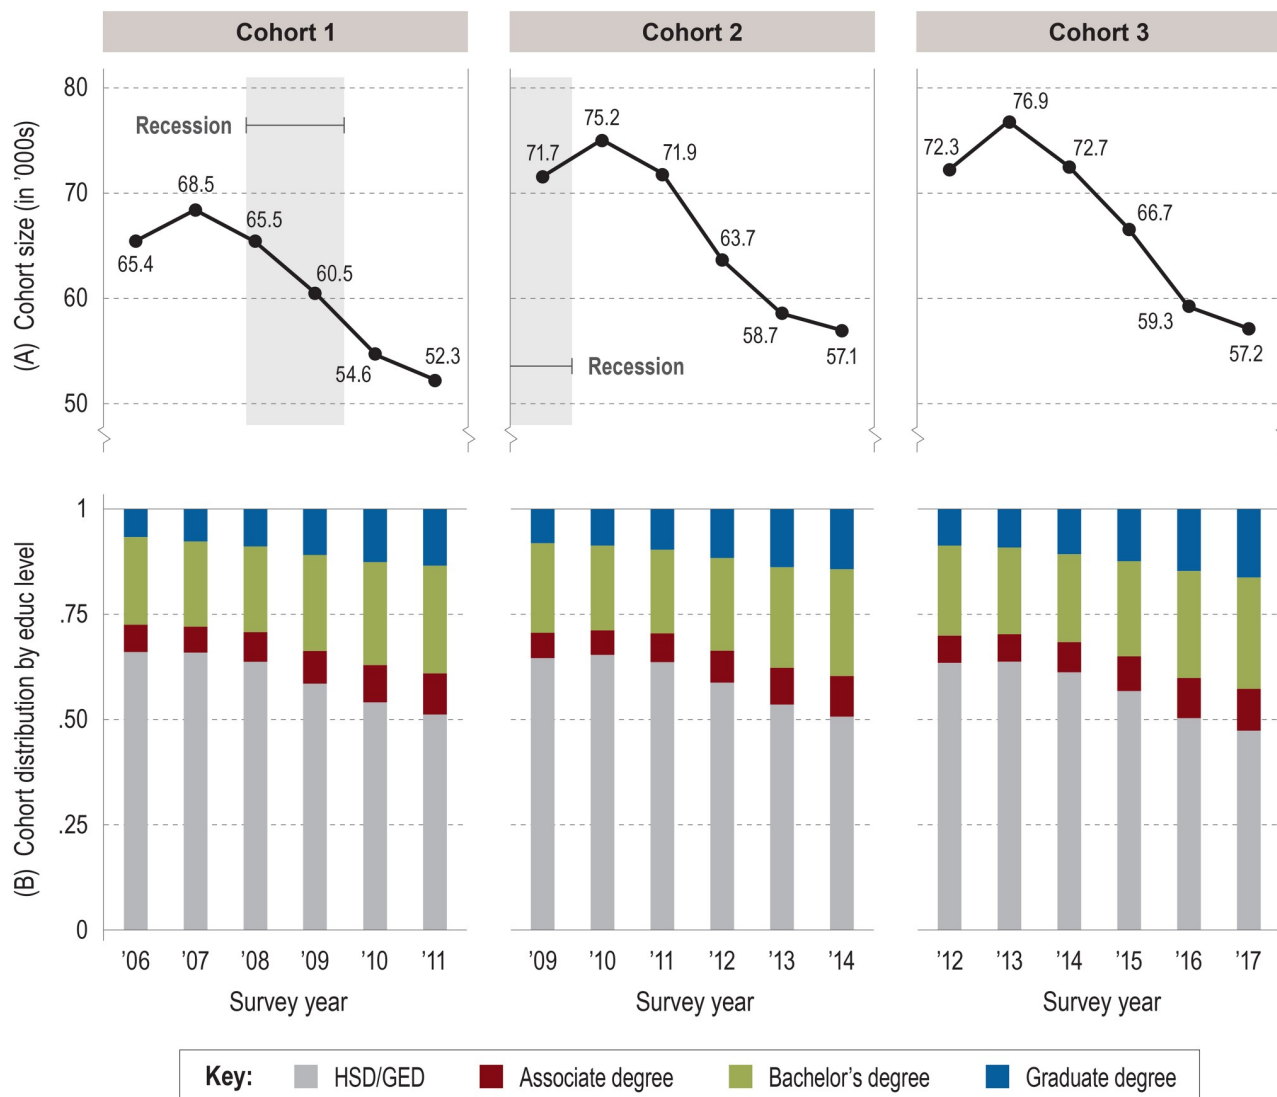 Cohort 1
Cohort 2
Cohort 3
(A) Cohort size (in '000s)
80
70
60
50
Recession
65.4
68.5
65.5
60.5
54.6
52.3
71.7
75.2
71.9
63.7
58.7
57.1
Recession
72.3
76.9
72.7
66.7
59.3
57.2
(B) Cohort distribution by educ level
1
.75
.50
.25
0
'06 '07 '08 '09 '10 '11
'09 '10 '11 '12 '13 '14
'12 '13 '14 '15 '16 '17
Survey year
Survey year
Survey year
Key: HSD/GED Associate degree Bachelor's degree Graduate degree